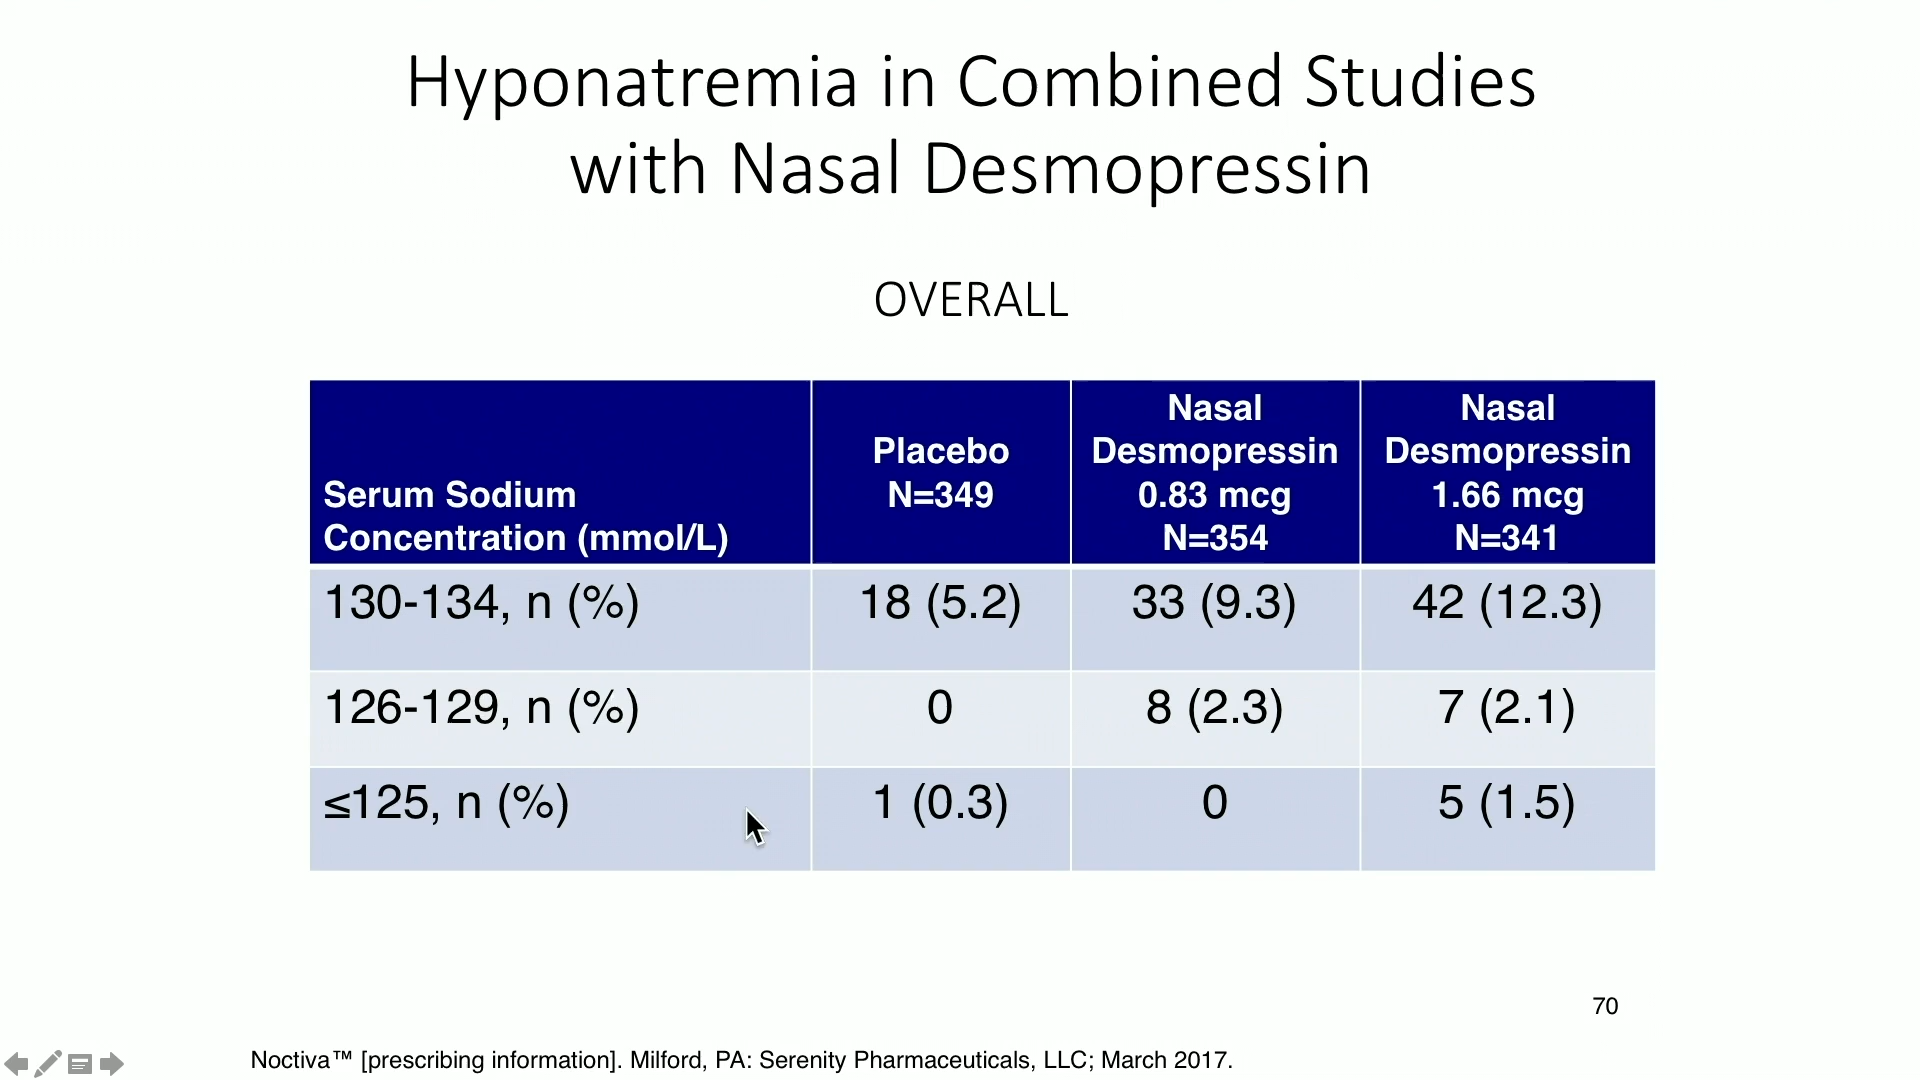 Hyponatremia in Combined Studies
with Nasal Desmopressin
OVERALL
Serum Sodium
Concentration (mmol/L)
Placebo
N=349
Nasal
Desmopressin
0.83 mcg
N=354
Nasal
Desmopressin
1.66 mcg
N=341
130-134, n (%) 18 (5.2) 33 (9.3) 42 (12.3)
126-129, n (%) 0 8 (2.3) 7 (2.1)
≤125, n (%) 1 (0.3) 0 5 (1.5)
70
Noctiva™ [prescribing information]. Milford, PA: Serenity Pharmaceuticals, LLC; March 2017.